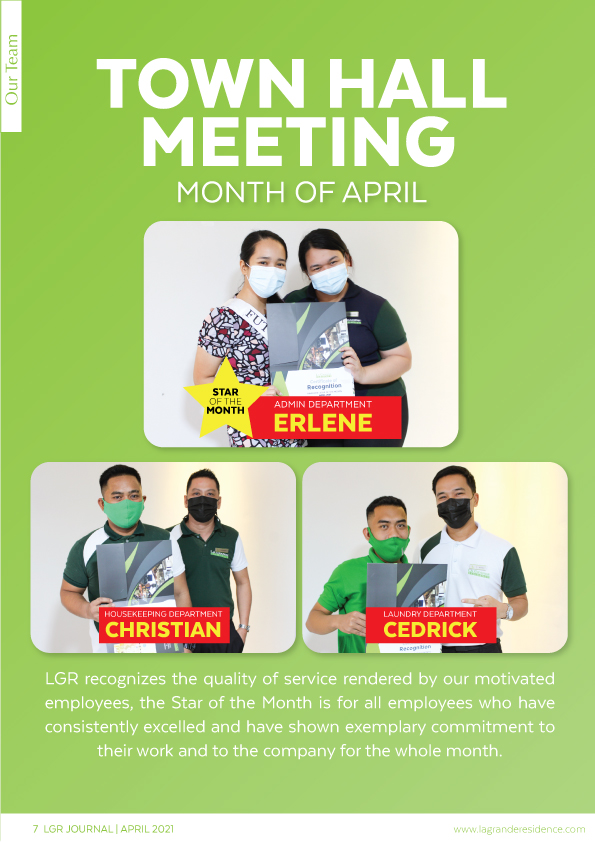 Our Team
TOWN HALL
MEETING
MONTH OF APRIL
FUT
Recognition
STAR
OF THE
MONTH
ADMIN DEPARTMENT
ERLENE
HOUSEKEEPING DEPARTMENT
CHRISTIAN
LAUNDRY DEPARTMENT
CEDRICK
Recognition
LGR recognizes the quality of service rendered by our motivated
employees, the Star of the Month is for all employees who have
consistently excelled and have shown exemplary commitment to
their work and to the company for the whole month.
7 LGR JOURNAL | APRIL 2021
www.lagranderesidence.com